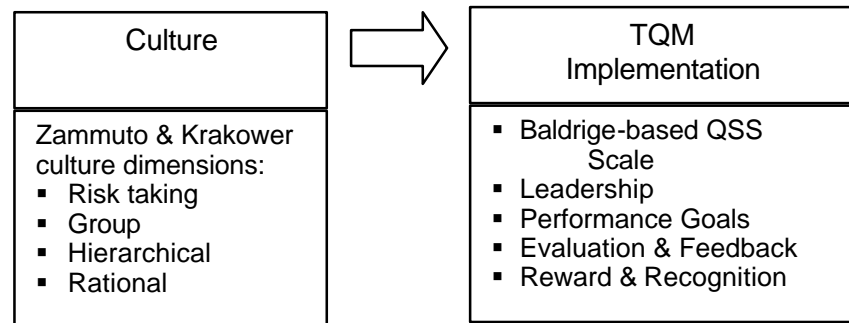 Culture
Zammuto & Krakower
culture dimensions:
▪ Risk taking
▪ Group
▪ Hierarchical
▪ Rational
TQM
Implementation
▪ Baldrige-based QSS
Scale
▪ Leadership
▪ Performance Goals
▪ Evaluation & Feedback
▪ Reward & Recognition